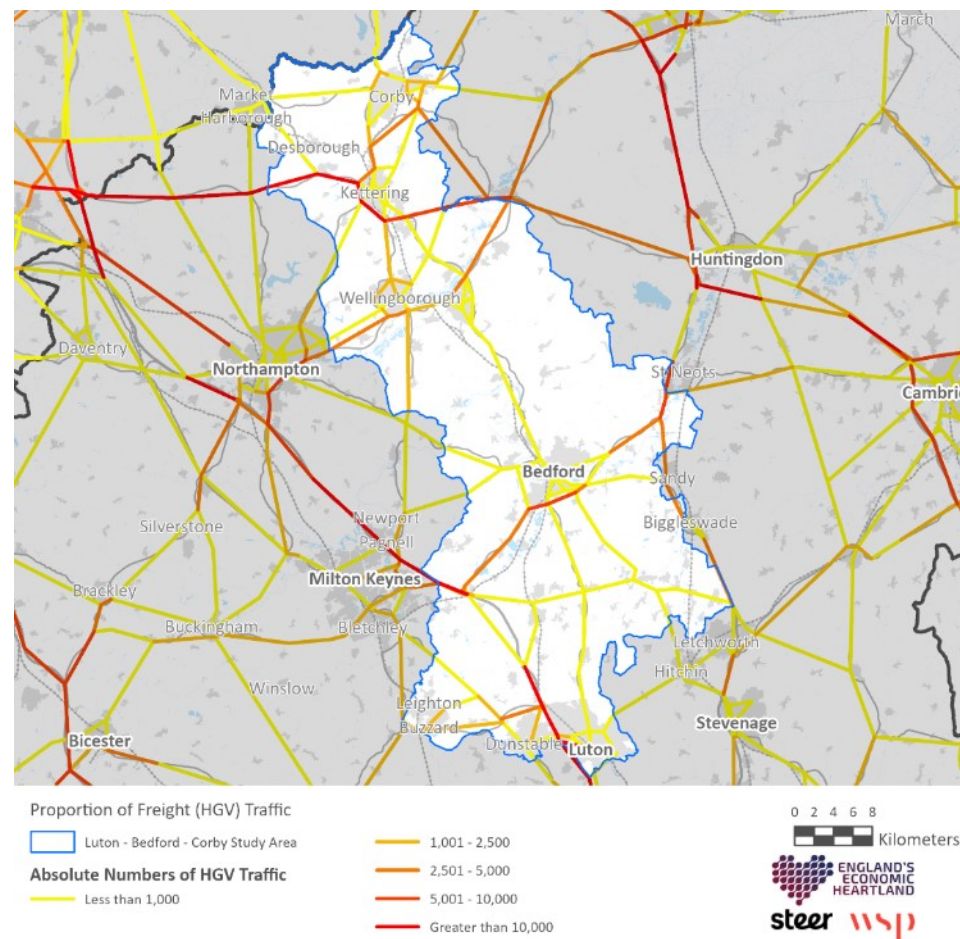 March
Market
Harborough
Corby
Desborough
Kettering
Huntingdon
Wellingborough
Daventry
Northampton
St Neots
Cambri
Bedford
Sandy
Silverstone
Newport
Pagnell
Biggleswade
Milton Keynes
Brackley
Buckingham
Bletchley
Letchworth
Hitchin
Winslow
Leighton
Buzzard
Stevenage
Bicester
Dunstable
Luton
Proportion of Freight (HGV) Traffic
Luton - Bedford - Corby Study Area
Absolute Numbers of HGV Traffic
Less than 1,000
1,001 - 2,500
2,501 - 5,000
5,001 - 10,000
Greater than 10,000
0 2 4 6 8
Kilometers
ENGLAND'S
ECONOMIC
HEARTLAND
steer wsp